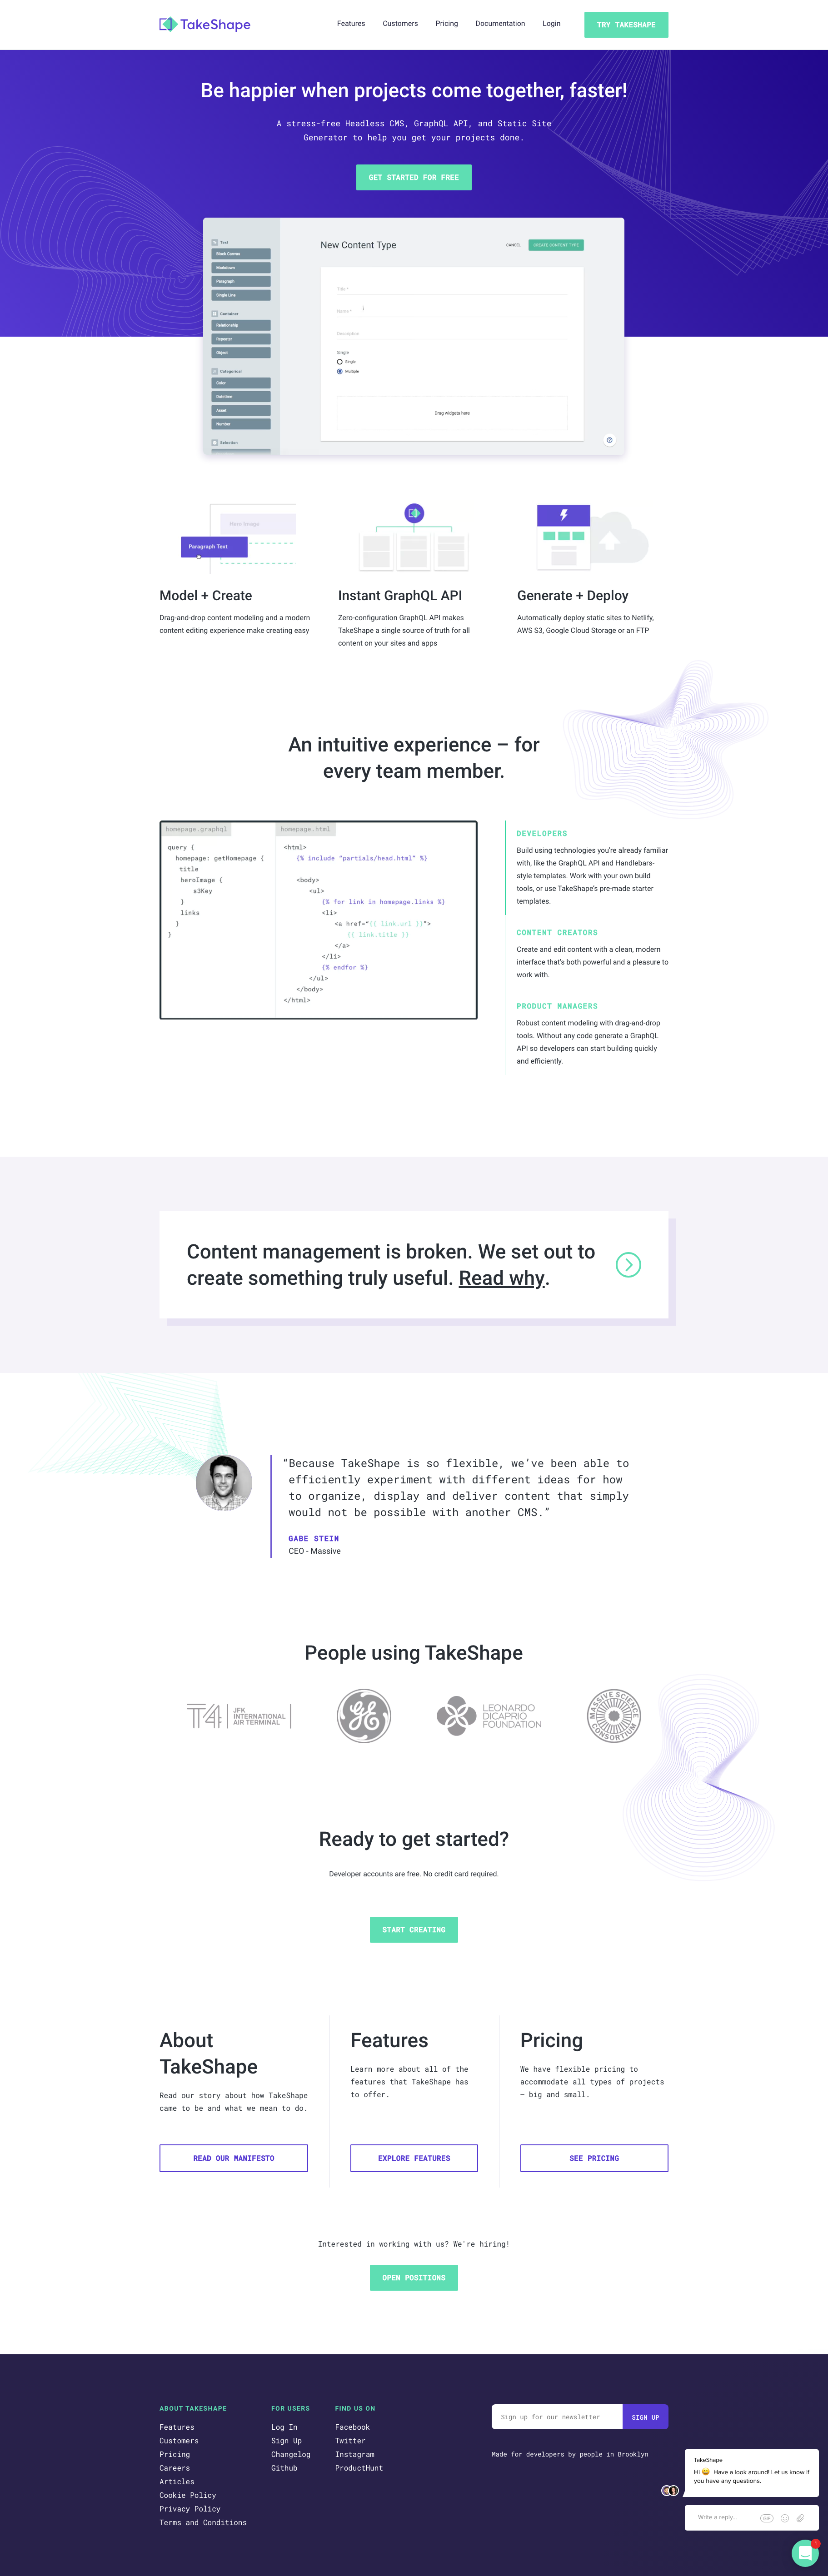 TakeShape
Features
Customers
Pricing
Documentation
Login
TRY TAKESHAPE
Be happier when projects come together, faster!
A stress-free Headless CMS, GraphQL API, and Static Site
Generator to help you get your projects done.
GET STARTED FOR FREE
Text
Block Canvas
Markdown
Paragraph
Single Line
Container
Relationship
Repeater
Object
Categorical
Color
Datetime
Asset
Number
Selection
New Content Type
CANCEL
CREATE CONTENT TYPE
Title *
Name *
Description
Single
Single
Multiple
Drag widgets here
Hero Image
Paragraph Text
Model + Create
Drag-and-drop content modeling and a modern
content editing experience make creating easy
Instant GraphQL API
Zero-configuration GraphQL API makes
TakeShape a single source of truth for all
content on your sites and apps
Generate + Deploy
Automatically deploy static sites to Netlify,
AWS S3, Google Cloud Storage or an FTP
An intuitive experience – for
every team member.
homepage.graphql
query {
homepage: getHomepage {
title
heroImage {
s3Key
}
links
}
}
homepage.html
<html>
{% include "partials/head.html" %}
<body>
<ul>
{% for link in homepage.links %}
<li>
<a href="{{ link.url }}">
{{ link.title }}
</a>
</li>
{% endfor %}
</ul>
</body>
</html>
DEVELOPERS
Build using technologies you're already familiar
with, like the GraphQL API and Handlebars-
style templates. Work with your own build
tools, or use TakeShape's pre-made starter
templates.
CONTENT CREATORS
Create and edit content with a clean, modern
interface that's both powerful and a pleasure to
work with.
PRODUCT MANAGERS
Robust content modeling with drag-and-drop
tools. Without any code generate a GraphQL
API so developers can start building quickly
and efficiently.
Content management is broken. We set out to
create something truly useful. Read why.
“Because TakeShape is so flexible, we’ve been able to
efficiently experiment with different ideas for how
to organize, display and deliver content that simply
would not be possible with another CMS.”
GABE STEIN
CEO - Massive
People using TakeShape
T4 JFK
INTERNATIONAL
AIR TERMINAL
GE
LEONARDO
DICAPRIO
FOUNDATION
MASSIVE SCIENCE CONSORTIUM
Ready to get started?
Developer accounts are free. No credit card required.
START CREATING
About
TakeShape
Read our story about how TakeShape
came to be and what we mean to do.
READ OUR MANIFESTO
Features
Learn more about all of the
features that TakeShape has
to offer.
EXPLORE FEATURES
Pricing
We have flexible pricing to
accommodate all types of projects
– big and small.
SEE PRICING
Interested in working with us? We're hiring!
OPEN POSITIONS
ABOUT TAKESHAPE
Features
Customers
Pricing
Careers
Articles
Cookie Policy
Privacy Policy
Terms and Conditions
FOR USERS
Log In
Sign Up
Changelog
Github
FIND US ON
Facebook
Twitter
Instagram
ProductHunt
Sign up for our newsletter
SIGN UP
Made for developers by people in Brooklyn
TakeShape
Hi 😄 Have a look around! Let us know if
you have any questions.
Write a reply...
GIF
1